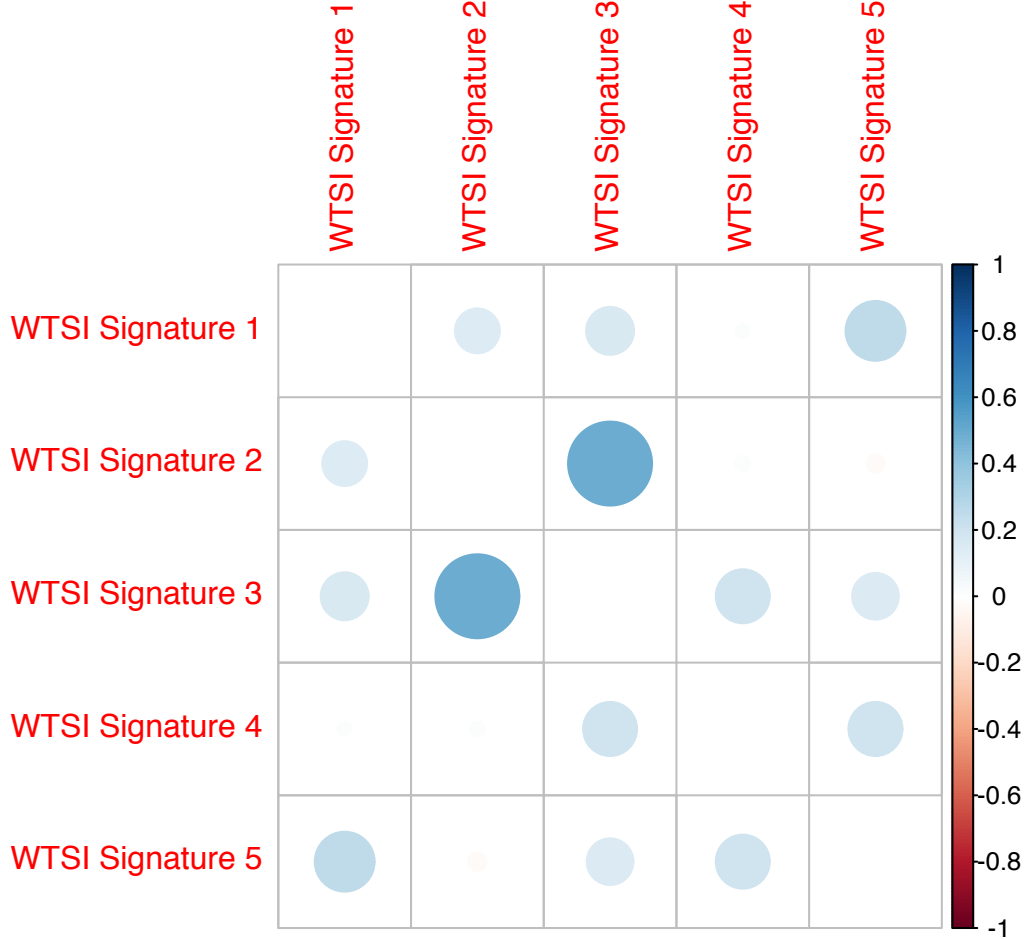 WTSI Signature 1
WTSI Signature 2
WTSI Signature 3
WTSI Signature 4
WTSI Signature 5
WTSI Signature 1
WTSI Signature 2
WTSI Signature 3
WTSI Signature 4
WTSI Signature 5
1
0.8
0.6
0.4
0.2
0
-0.2
-0.4
-0.6
-0.8
-1